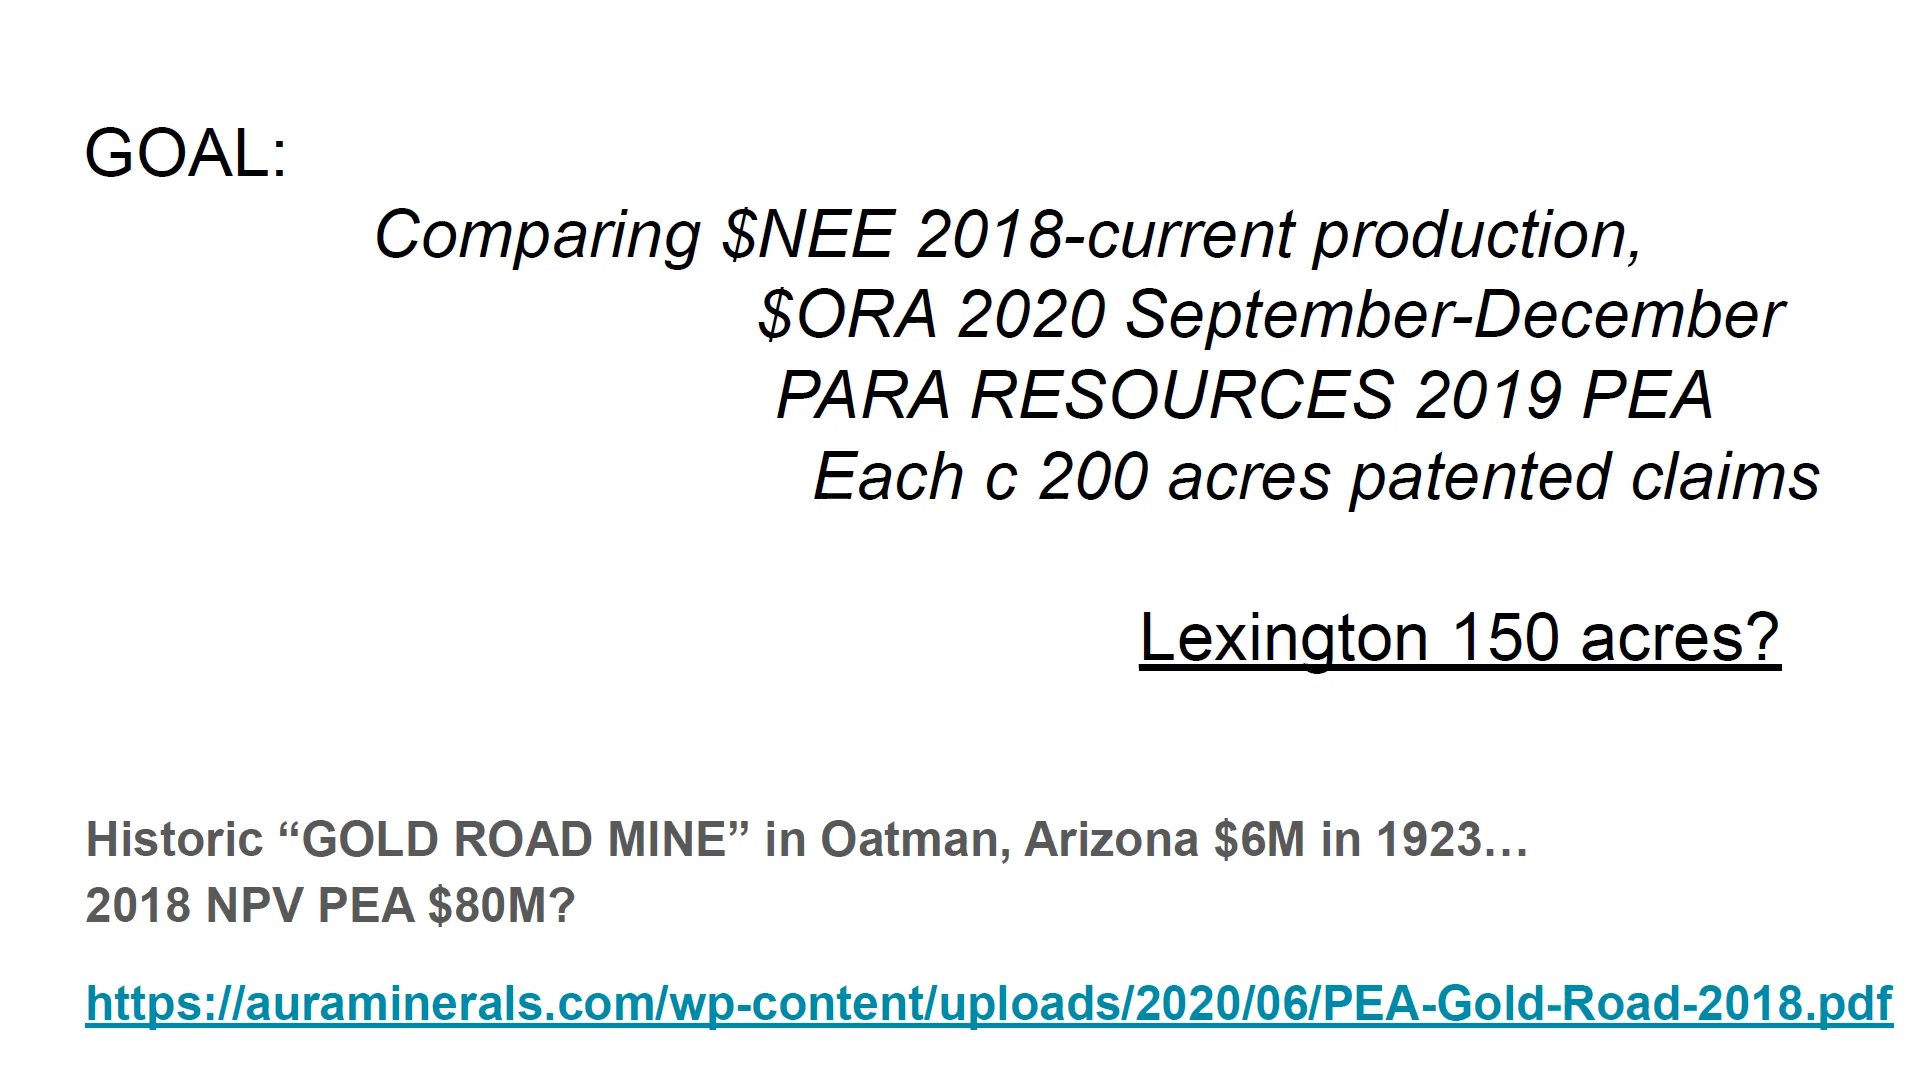 GOAL:
Comparing $NEE 2018-current production,
$ORA 2020 September-December
PARA RESOURCES 2019 PEA
Each c 200 acres patented claims
Lexington 150 acres?
Historic “GOLD ROAD MINE” in Oatman, Arizona $6M in 1923…
2018 NPV PEA $80M?
https://auraminerals.com/wp-content/uploads/2020/06/PEA-Gold-Road-2018.pdf